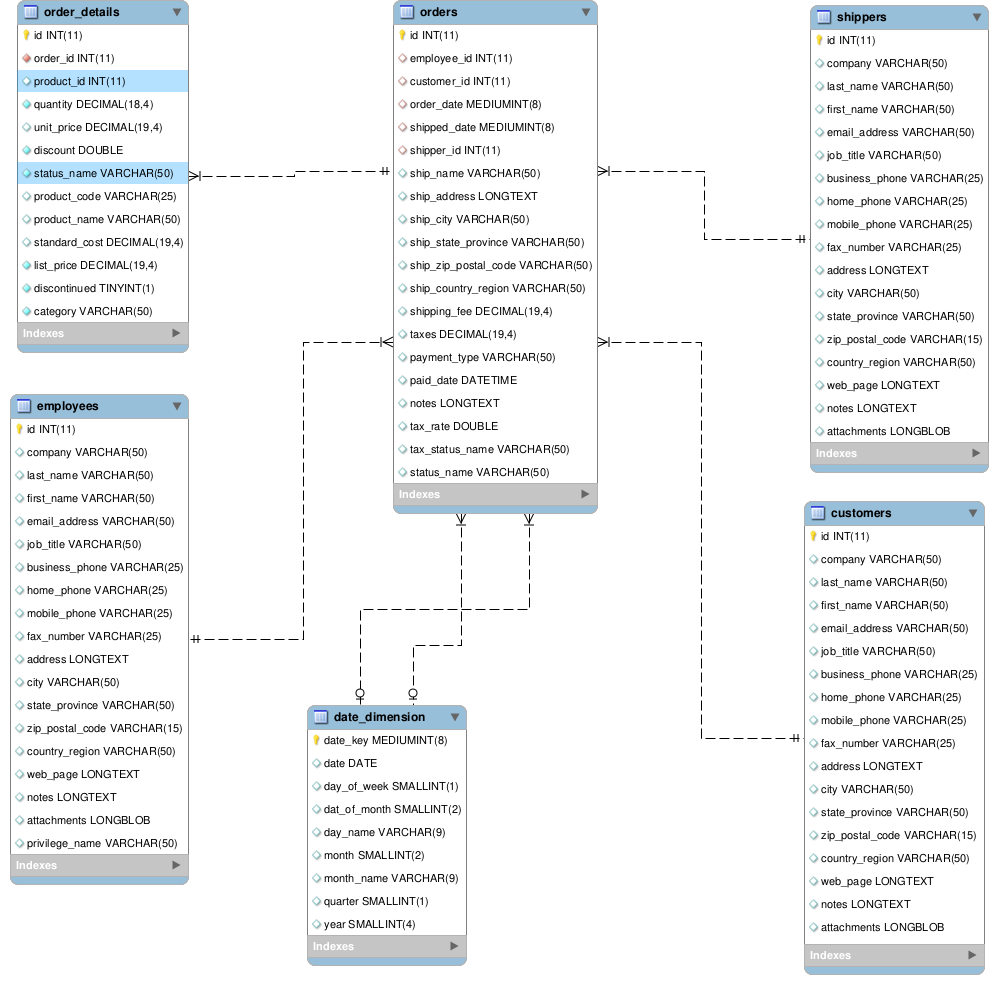 order_details
id INT(11)
order_id INT(11)
product_id INT(11)
quantity DECIMAL(18,4)
unit_price DECIMAL(19,4)
discount DOUBLE
status_name VARCHAR(50)
product_code VARCHAR(25)
product_name VARCHAR(50)
standard_cost DECIMAL(19,4)
list_price DECIMAL(19,4)
discontinued TINYINT(1)
category VARCHAR(50)
Indexes
orders
id INT(11)
employee_id INT(11)
customer_id INT(11)
order_date MEDIUMINT(8)
shipped_date MEDIUMINT(8)
shipper_id INT(11)
ship_name VARCHAR(50)
ship_address LONGTEXT
ship_city VARCHAR(50)
ship_state_province VARCHAR(50)
ship_zip_postal_code VARCHAR(50)
ship_country_region VARCHAR(50)
shipping_fee DECIMAL(19,4)
taxes DECIMAL(19,4)
payment_type VARCHAR(50)
paid_date DATETIME
notes LONGTEXT
tax_rate DOUBLE
tax_status_name VARCHAR(50)
status_name VARCHAR(50)
Indexes
shippers
id INT(11)
company VARCHAR(50)
last_name VARCHAR(50)
first_name VARCHAR(50)
email_address VARCHAR(50)
job_title VARCHAR(50)
business_phone VARCHAR(25)
home_phone VARCHAR(25)
mobile_phone VARCHAR(25)
fax_number VARCHAR(25)
address LONGTEXT
city VARCHAR(50)
state_province VARCHAR(50)
zip_postal_code VARCHAR(15)
country_region VARCHAR(50)
web_page LONGTEXT
notes LONGTEXT
attachments LONGBLOB
Indexes
employees
id INT(11)
company VARCHAR(50)
last_name VARCHAR(50)
first_name VARCHAR(50)
email_address VARCHAR(50)
job_title VARCHAR(50)
business_phone VARCHAR(25)
home_phone VARCHAR(25)
mobile_phone VARCHAR(25)
fax_number VARCHAR(25)
address LONGTEXT
city VARCHAR(50)
state_province VARCHAR(50)
zip_postal_code VARCHAR(15)
country_region VARCHAR(50)
web_page LONGTEXT
notes LONGTEXT
attachments LONGBLOB
privilege_name VARCHAR(50)
Indexes
date_dimension
date_key MEDIUMINT(8)
date DATE
day_of_week SMALLINT(1)
dat_of_month SMALLINT(2)
day_name VARCHAR(9)
month SMALLINT(2)
month_name VARCHAR(9)
quarter SMALLINT(1)
year SMALLINT(4)
Indexes
customers
id INT(11)
company VARCHAR(50)
last_name VARCHAR(50)
first_name VARCHAR(50)
email_address VARCHAR(50)
job_title VARCHAR(50)
business_phone VARCHAR(25)
home_phone VARCHAR(25)
mobile_phone VARCHAR(25)
fax_number VARCHAR(25)
address LONGTEXT
city VARCHAR(50)
state_province VARCHAR(50)
zip_postal_code VARCHAR(15)
country_region VARCHAR(50)
web_page LONGTEXT
notes LONGTEXT
attachments LONGBLOB
Indexes